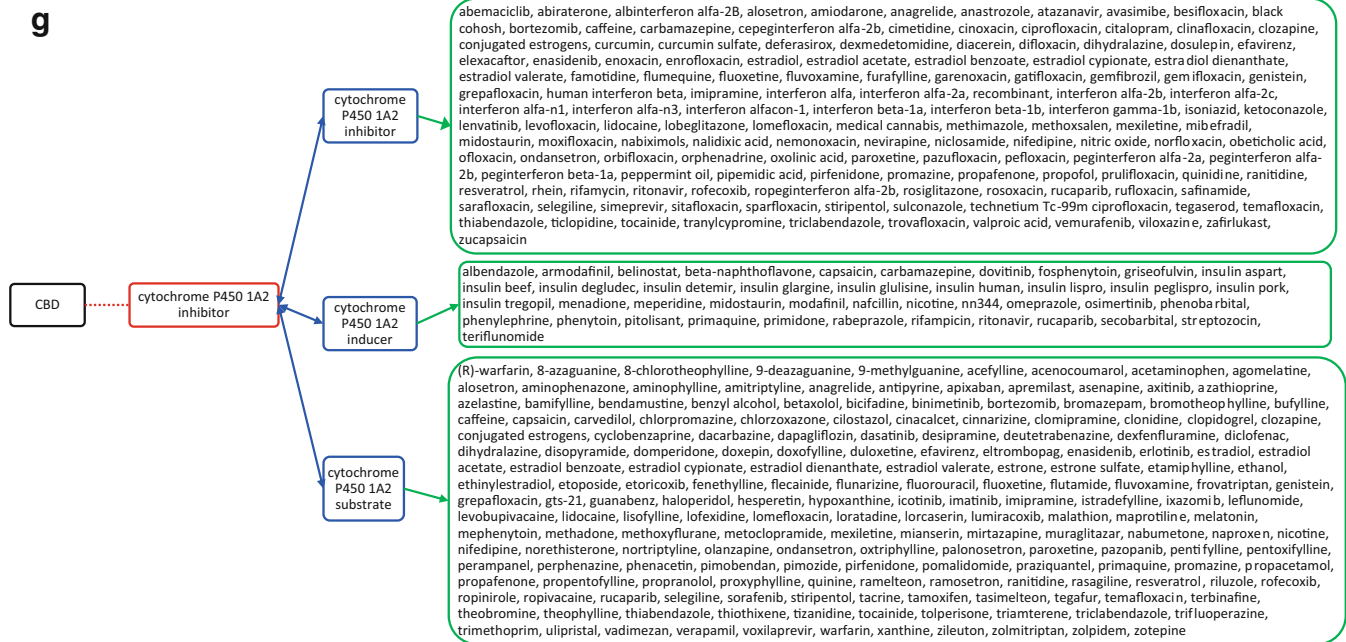 g
abemaciclib, abiraterone, albinterferon alfa-2B, alosetron, amiodarone, anagrelide, anastrozole, atazanavir, avasimibe, besifloxacin, black
cohosh, bortezomib, caffeine, carbamazepine, cepeginterferon alfa-2b, cimetidine, cinoxacin, ciprofloxacin, citalopram, clinafloxacin, clozapine,
conjugated estrogens, curcumin, curcumin sulfate, deferasirox, dexmedetomidine, diacerein, difloxacin, dihydralazine, dosulepin, efavirenz,
elexacaftor, enasidenib, enoxacin, enrofloxacin, estradiol, estradiol acetate, estradiol benzoate, estradiol cypionate, estradiol dienanthate,
estradiol valerate, famotidine, flumequine, fluoxetine, fluvoxamine, furafylline, garenoxacin, gatifloxacin, gemfibrozil, gemifloxacin, genistein,
grepafloxacin, human interferon beta, imipramine, interferon alfa, interferon alfa-2a, recombinant, interferon alfa-2b, interferon alfa-2c,
interferon alfa-n1, interferon alfa-n3, interferon alfacon-1, interferon beta-1a, interferon beta-1b, interferon gamma-1b, isoniazid, ketoconazole,
lenvatinib, levofloxacin, lidocaine, lobeglitazone, lomefloxacin, medical cannabis, methimazole, methoxsalen, mexiletine, mibefradil,
midostaurin, moxifloxacin, nabiximols, nalidixic acid, nemonoxacin, nevirapine, niclosamide, nifedipine, nitric oxide, norfloxacin, obeticholic acid,
ofloxacin, ondansetron, orbifloxacin, orphenadrine, oxolinic acid, paroxetine, pazufloxacin, pefloxacin, peginterferon alfa-2a, peginterferon alfa-
2b, peginterferon beta-1a, peppermint oil, pipemidic acid, pirfenidone, promazine, propafenone, propofol, prulifloxacin, quinidine, ranitidine,
resveratrol, rhein, rifamycin, ritonavir, rofecoxib, ropeginterferon alfa-2b, rosiglitazone, rosoxacin, rucaparib, rufloxacin, safinamide,
sarafloxacin, selegiline, simeprevir, sitafloxacin, sparfloxacin, stiripentol, sulconazole, technetium Tc-99m ciprofloxacin, tegaserod, temafloxacin,
thiabendazole, ticlopidine, tocainide, tranylcypromine, triclabendazole, trovafloxacin, valproic acid, vemurafenib, viloxazine, zafirlukast,
zucapsaicin
cytochrome
P450 1A2
inhibitor
albendazole, armodafinil, belinostat, beta-naphthoflavone, capsaicin, carbamazepine, dovitinib, fosphenytoin, griseofulvin, insulin aspart,
insulin beef, insulin degludec, insulin detemir, insulin glargine, insulin glulisine, insulin human, insulin lispro, insulin peglispro, insulin pork,
insulin tregopil, menadione, meperidine, midostaurin, modafinil, nafcillin, nicotine, nn344, omeprazole, osimertinib, phenobarbital,
phenylephrine, phenytoin, pitolisant, primaquine, primidone, rabeprazole, rifampicin, ritonavir, rucaparib, secobarbital, streptozocin,
teriflunomide
CBD
cytochrome P450 1A2
inhibitor
cytochrome
P450 1A2
inducer
(R)-warfarin, 8-azaguanine, 8-chlorotheophylline, 9-deazaguanine, 9-methylguanine, acefylline, acenocoumarol, acetaminophen, agomelatine,
alosetron, aminophenazone, aminophylline, amitriptyline, anagrelide, antipyrine, apixaban, apremilast, asenapine, axitinib, azathioprine,
azelastine, bamifylline, bendamustine, benzyl alcohol, betaxolol, bicifadine, binimetinib, bortezomib, bromazepam, bromotheophylline, bufylline,
caffeine, capsaicin, carvedilol, chlorpromazine, chlorzoxazone, cilostazol, cinacalcet, cinnarizine, clomipramine, clonidine, clopidogrel, clozapine,
conjugated estrogens, cyclobenzaprine, dacarbazine, dapagliflozin, dasatinib, desipramine, deutetrabenazine, dexfenfluramine, diclofenac,
dihydralazine, disopyramide, domperidone, doxepin, doxofylline, duloxetine, efavirenz, eltrombopag, enasidenib, erlotinib, estradiol, estradiol
acetate, estradiol benzoate, estradiol cypionate, estradiol dienanthate, estradiol valerate, estrone, estrone sulfate, etamiphylline, ethanol,
ethinylestradiol, etoposide, etoricoxib, fenethylline, flecainide, flunarizine, fluorouracil, fluoxetine, flutamide, fluvoxamine, frovatriptan, genistein,
grepafloxacin, gts-21, guanabenz, haloperidol, hesperetin, hypoxanthine, icotinib, imatinib, imipramine, istradefylline, ixazomib, leflunomide,
levobupivacaine, lidocaine, lisofylline, lofexidine, lomefloxacin, loratadine, lorcaserin, lumiracoxib, malathion, maprotiline, melatonin,
mephenytoin, methadone, methoxyflurane, metoclopramide, mexiletine, mianserin, mirtazapine, muraglitazar, nabumetone, naproxen, nicotine,
nifedipine, norethisterone, nortriptyline, olanzapine, ondansetron, oxtriphylline, palonosetron, paroxetine, pazopanib, pentifylline, pentoxifylline,
perampanel, perphenazine, phenacetin, pimobendan, pimozide, pirfenidone, pomalidomide, praziquantel, primaquine, promazine, propacetamol,
propafenone, propentofylline, propranolol, proxyphylline, quinine, ramelteon, ramosetron, ranitidine, rasagiline, resveratrol, riluzole, rofecoxib,
ropinirole, ropivacaine, rucaparib, selegiline, sorafenib, stiripentol, tacrine, tamoxifen, tasimelteon, tegafur, temafloxacin, terbinafine,
theobromine, theophylline, thiabendazole, thiothixene, tizanidine, tocainide, tolperisone, triamterene, triclabendazole, trifluoperazine,
trimethoprim, ulipristal, vadimezan, verapamil, voxilaprevir, warfarin, xanthine, zileuton, zolmitriptan, zolpidem, zotepine
cytochrome
P450 1A2
substrate